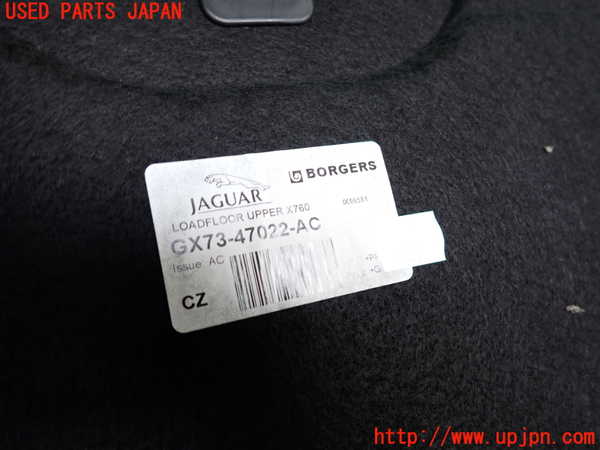 USED PARTS JAPAN
BORGERS
JAGUAR
LOADFLOOR UPPER X760
GX73-47022-AC
Issue AC
CZ
http://www.upjpn.com/